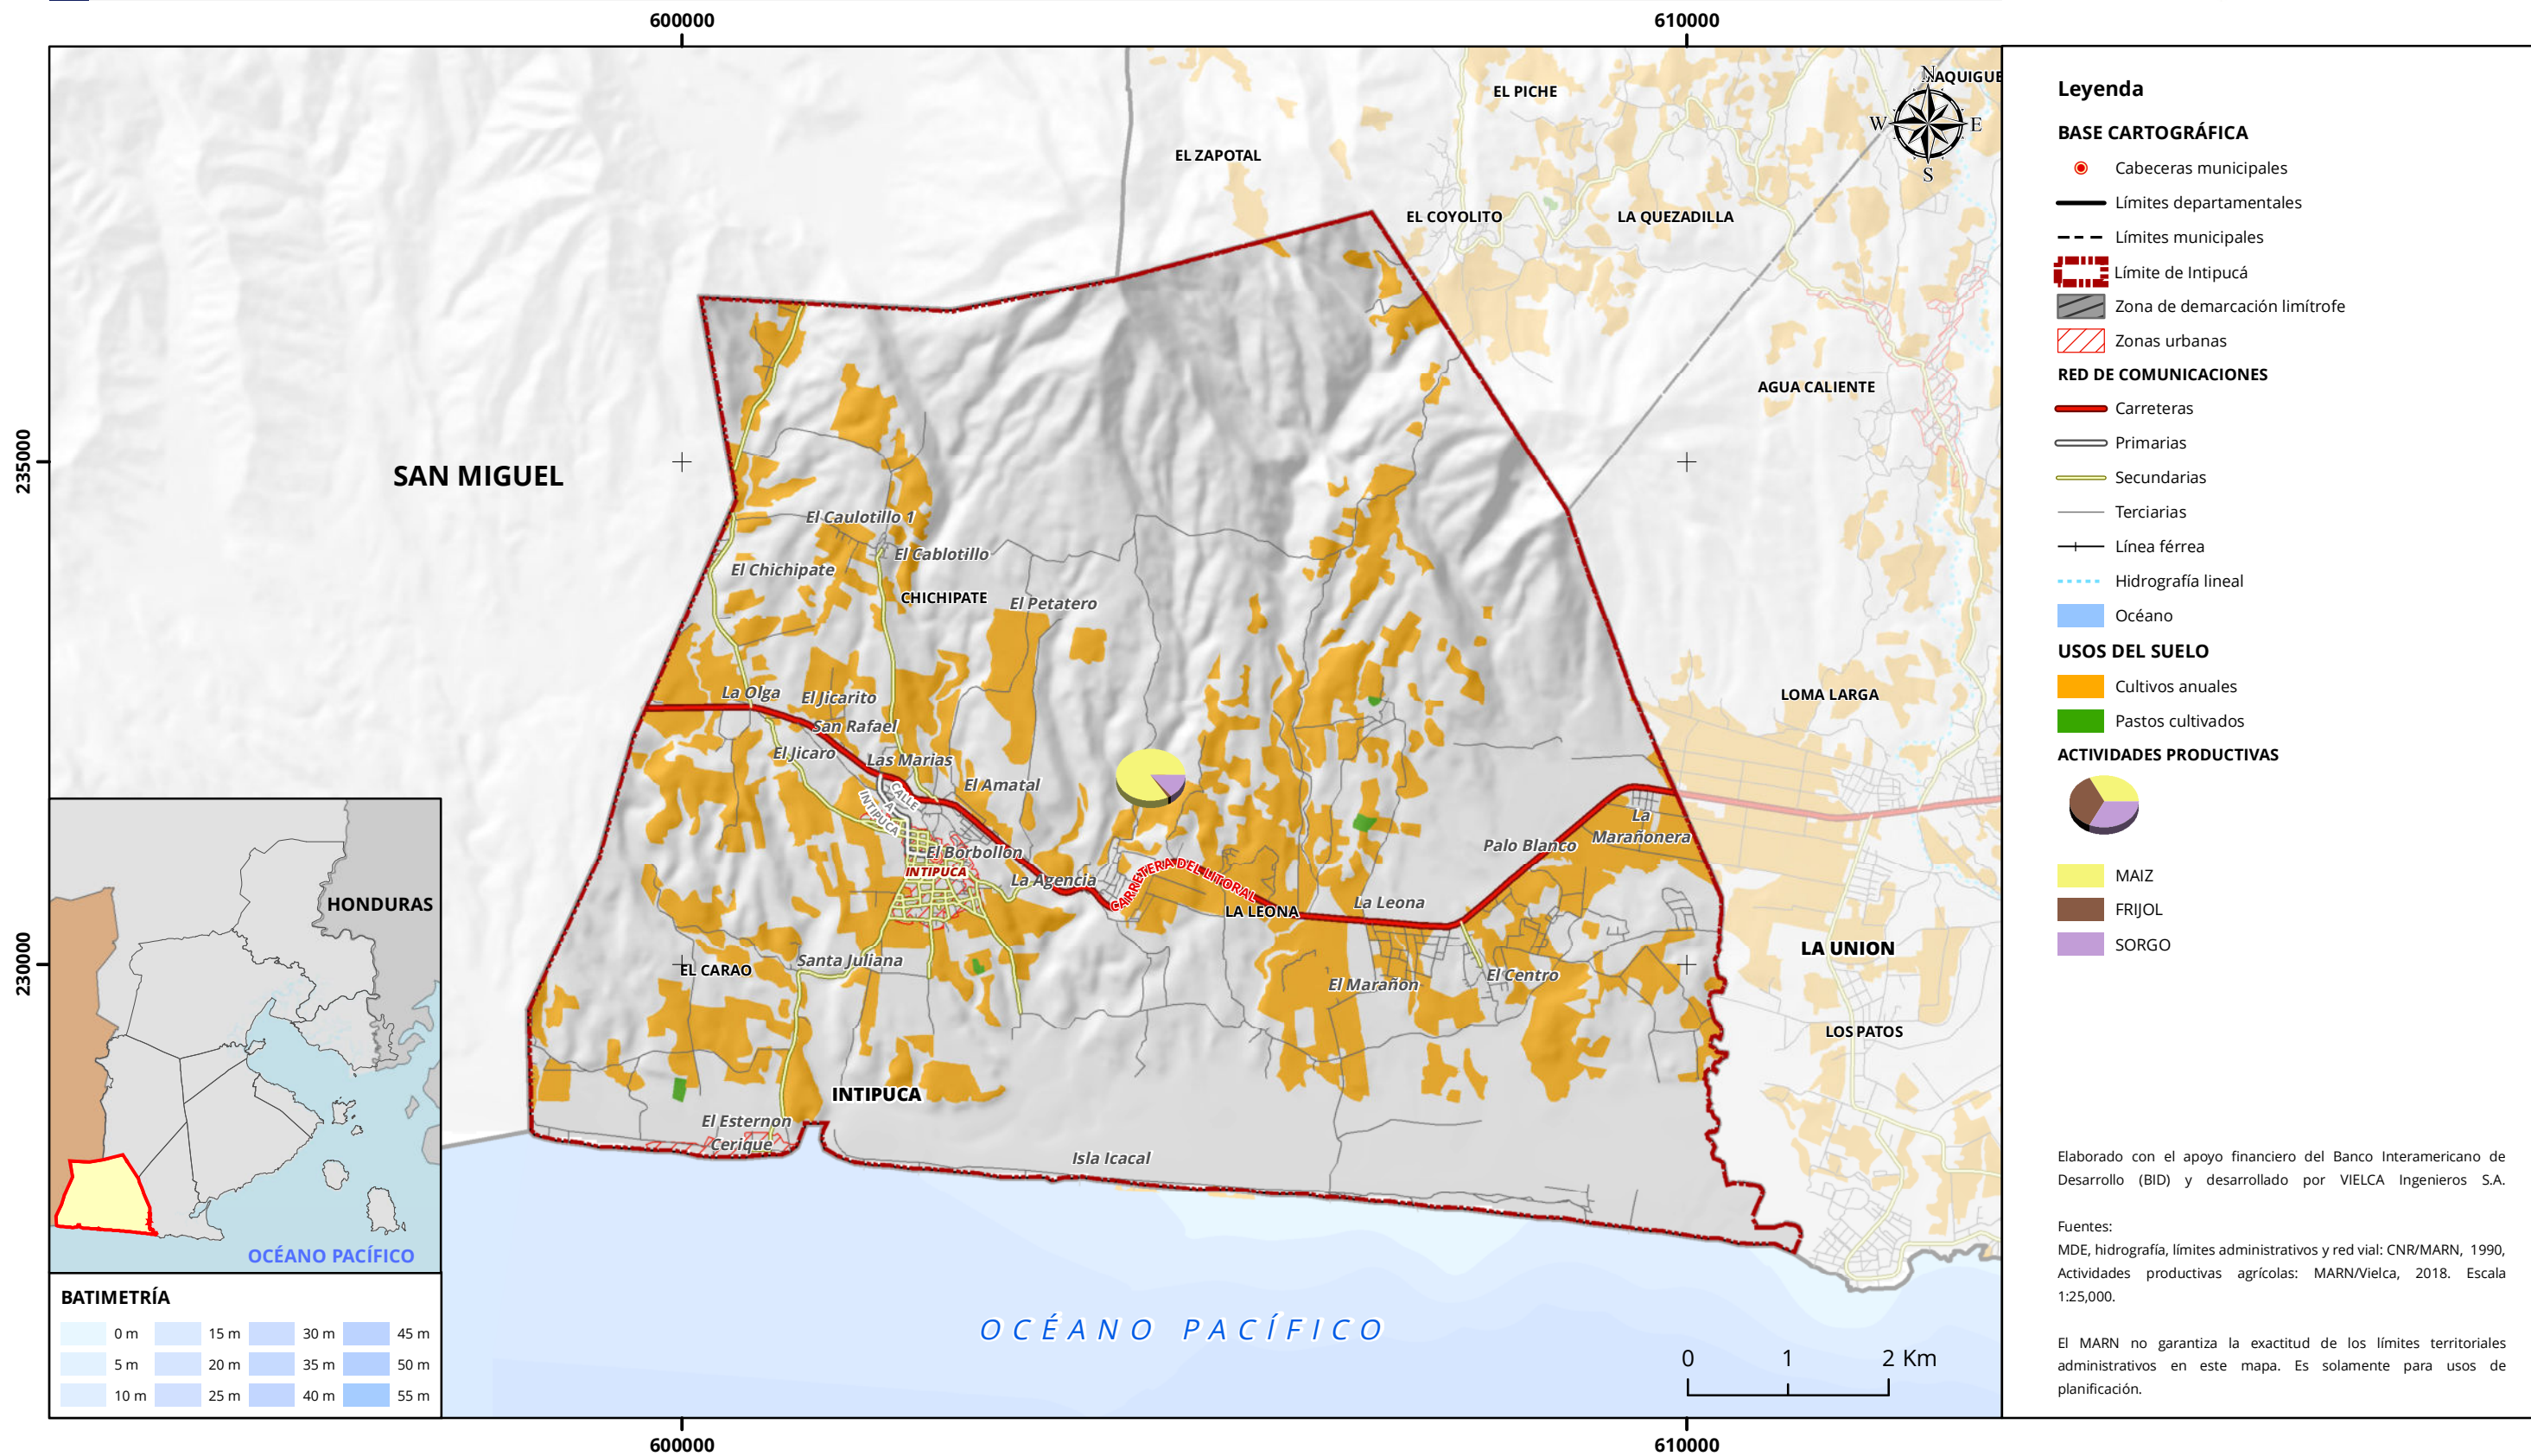 600000
610000
235000
230000
600000
610000
N
W
E
S
EL PICHE
AQUIGUE
EL ZAPOTAL
EL COYOLITO
LA QUEZADILLA
AGUA CALIENTE
SAN MIGUEL
El Caulotillo 1
El Cablotillo
El Chichipate
CHICHIPATE
El Petatero
La Olga
El Jicarito
LOMA LARGA
San Rafael
El Jicaro
Las Marias
El Amatal
CALLE
A
INTIPUCA
La
Marañonera
Palo Blanco
El Borbollon
INTIPUCA
La Agencia
CARRETERA DEL LITORAL
LA LEONA
La Leona
LA UNION
Santa Juliana
EL CARAO
El Marañon
El Centro
LOS PATOS
INTIPUCA
El Esternon
Cerique
Isla Icacal
OCÉANO PACÍFICO
0 1 2 Km
HONDURAS
OCÉANO PACÍFICO
BATIMETRÍA
0 m 15 m 30 m 45 m
5 m 20 m 35 m 50 m
10 m 25 m 40 m 55 m
Leyenda
BASE CARTOGRÁFICA
Cabeceras municipales
Límites departamentales
Límites municipales
Límite de Intipucá
Zona de demarcación limítrofe
Zonas urbanas
RED DE COMUNICACIONES
Carreteras
Primarias
Secundarias
Terciarias
Línea férrea
Hidrografía lineal
Océano
USOS DEL SUELO
Cultivos anuales
Pastos cultivados
ACTIVIDADES PRODUCTIVAS
MAIZ
FRIJOL
SORGO
Elaborado con el apoyo financiero del Banco Interamericano de
Desarrollo (BID) y desarrollado por VIELCA Ingenieros S.A.
Fuentes:
MDE, hidrografía, límites administrativos y red vial: CNR/MARN, 1990,
Actividades productivas agrícolas: MARN/Vielca, 2018. Escala
1:25,000.
El MARN no garantiza la exactitud de los límites territoriales
administrativos en este mapa. Es solamente para usos de
planificación.